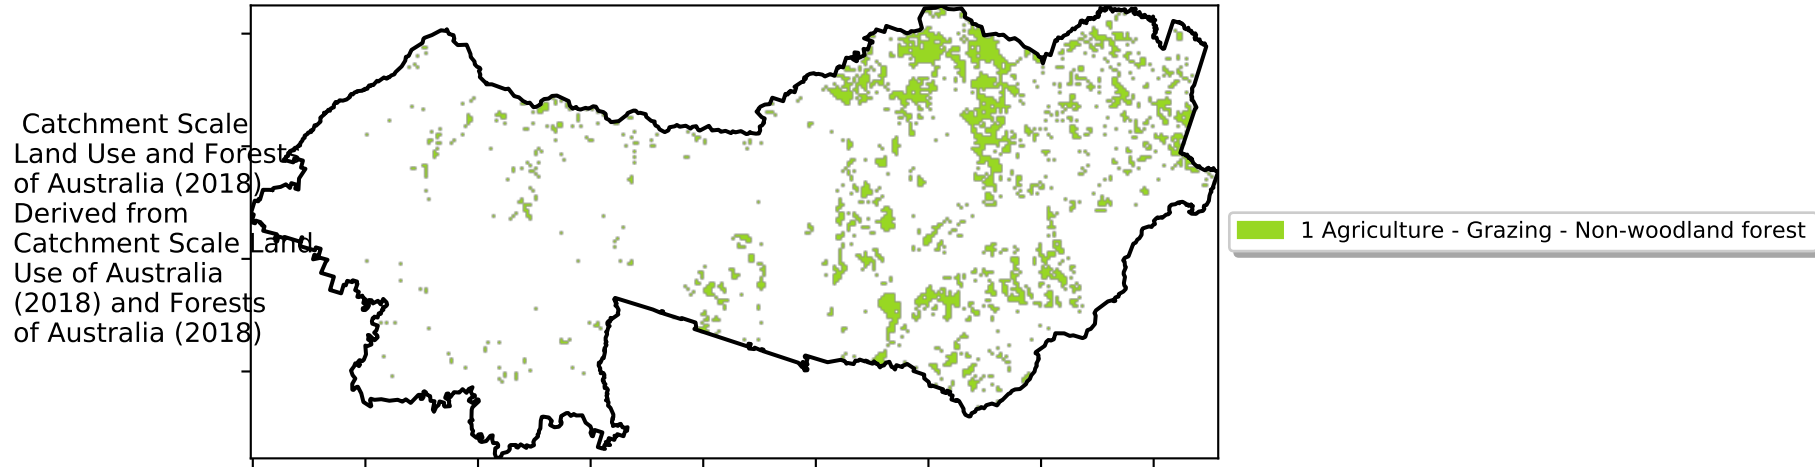 Catchment Scale
Land Use and Forests
of Australia (2018)
Derived from
Catchment Scale Land
Use of Australia
(2018) and Forests
of Australia (2018)
1 Agriculture - Grazing - Non-woodland forest